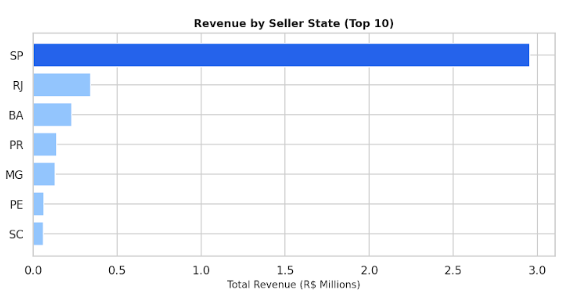 Revenue by Seller State (Top 10)
SP
RJ
BA
PR
MG
PE
SC
0.0 0.5 1.0 1.5 2.0 2.5 3.0
Total Revenue (R$ Millions)